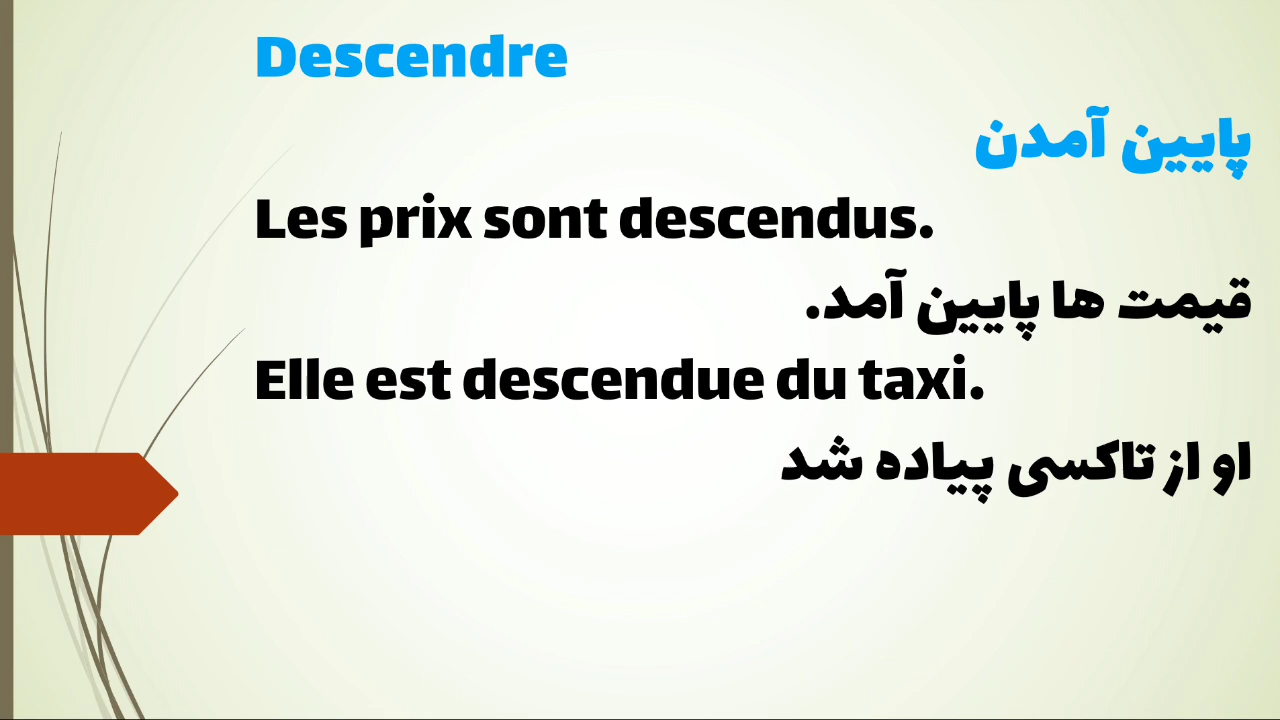 Descendre
پایین آمدن
Les prix sont descendus.
قیمت ها پایین آمد.
Elle est descendue du taxi.
او از تاکسی پیاده شد